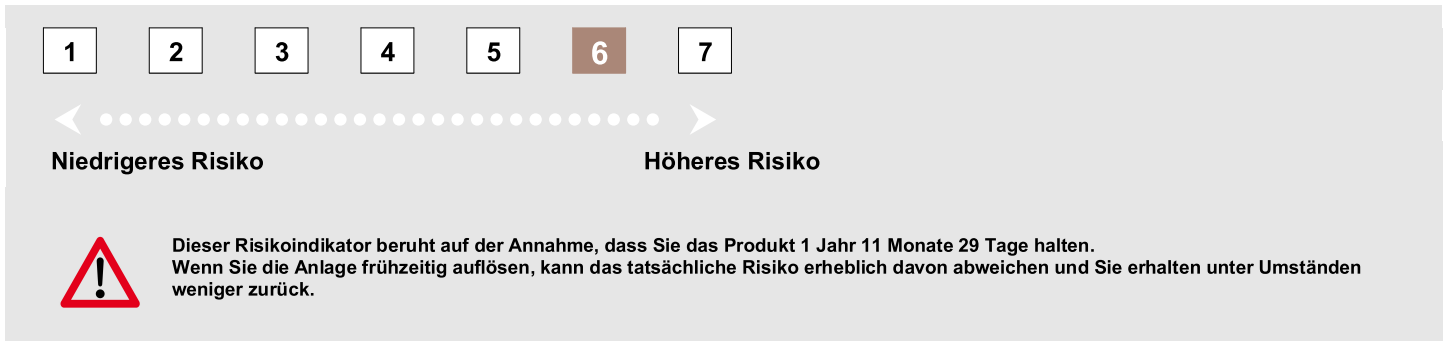 1 2 3 4 5 6 7
Niedrigeres Risiko Höheres Risiko
Dieser Risikoindikator beruht auf der Annahme, dass Sie das Produkt 1 Jahr 11 Monate 29 Tage halten.
Wenn Sie die Anlage frühzeitig auflösen, kann das tatsächliche Risiko erheblich davon abweichen und Sie erhalten unter Umständen
weniger zurück.